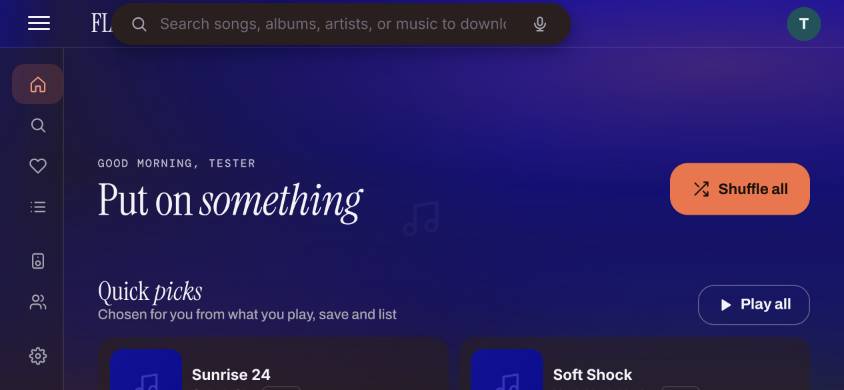 FL
Search songs, albums, artists, or music to downlo
T
GOOD MORNING, TESTER
Put on something
Shuffle all
Quick picks
Chosen for you from what you play, save and list
Play all
Sunrise 24
Soft Shock